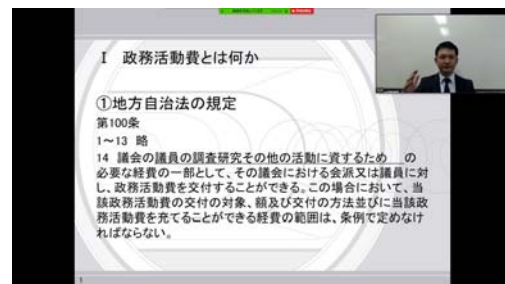 I 政務活動費とは何か
①地方自治法の規定
第100条
1~13 略
14 議会の議員の調査研究その他の活動に資するため の
必要な経費の一部として、その議会における会派又は議員に対
し、政務活動費を交付することができる。この場合において、当
該政務活動費の交付の対象、額及び交付の方法並びに当該政
務活動費を充てることができる経費の範囲は、条例で定めなけ
ればならない。
1